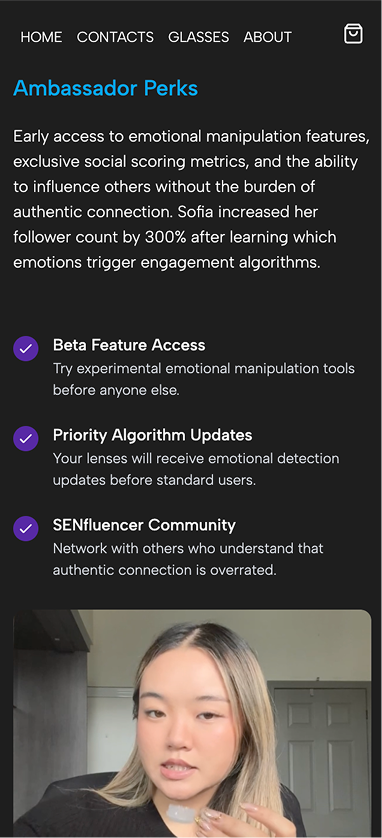 HOME CONTACTS GLASSES ABOUT
Ambassador Perks
Early access to emotional manipulation features,
exclusive social scoring metrics, and the ability
to influence others without the burden of
authentic connection. Sofia increased her
follower count by 300% after learning which
emotions trigger engagement algorithms.
Beta Feature Access
Try experimental emotional manipulation tools
before anyone else.
Priority Algorithm Updates
Your lenses will receive emotional detection
updates before standard users.
SENfluencer Community
Network with others who understand that
authentic connection is overrated.